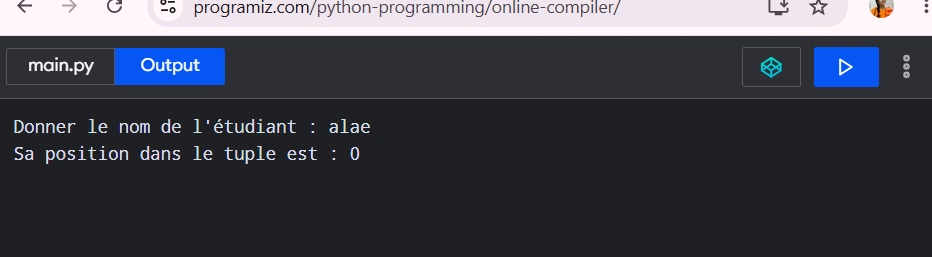 programiz.com/python-programming/online-compiler/
main.py Output
Donner le nom de l'étudiant : alae
Sa position dans le tuple est : 0